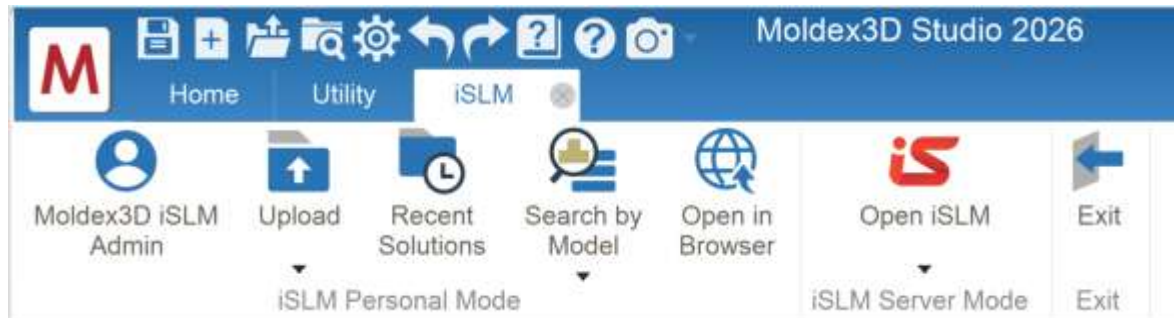 Moldex3D Studio 2026
M
Home Utility iSLM
Moldex3D iSLM Admin
Upload
Recent Solutions
Search by Model
Open in Browser
iS
Open iSLM
Exit
iSLM Personal Mode
iSLM Server Mode
Exit